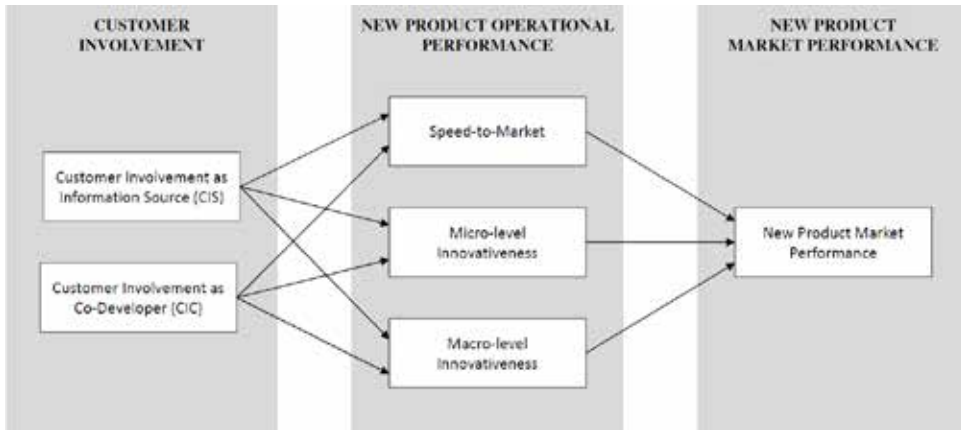 CUSTOMER
INVOLVEMENT
NEW PRODUCT OPERATIONAL
PERFORMANCE
NEW PRODUCT
MARKET PERFORMANCE
Customer Involvement as
Information Source (CIS)
Customer Involvement as
Co-Developer (CIC)
Speed-to-Market
Micro-level
Innovativeness
Macro-level
Innovativeness
New Product Market
Performance